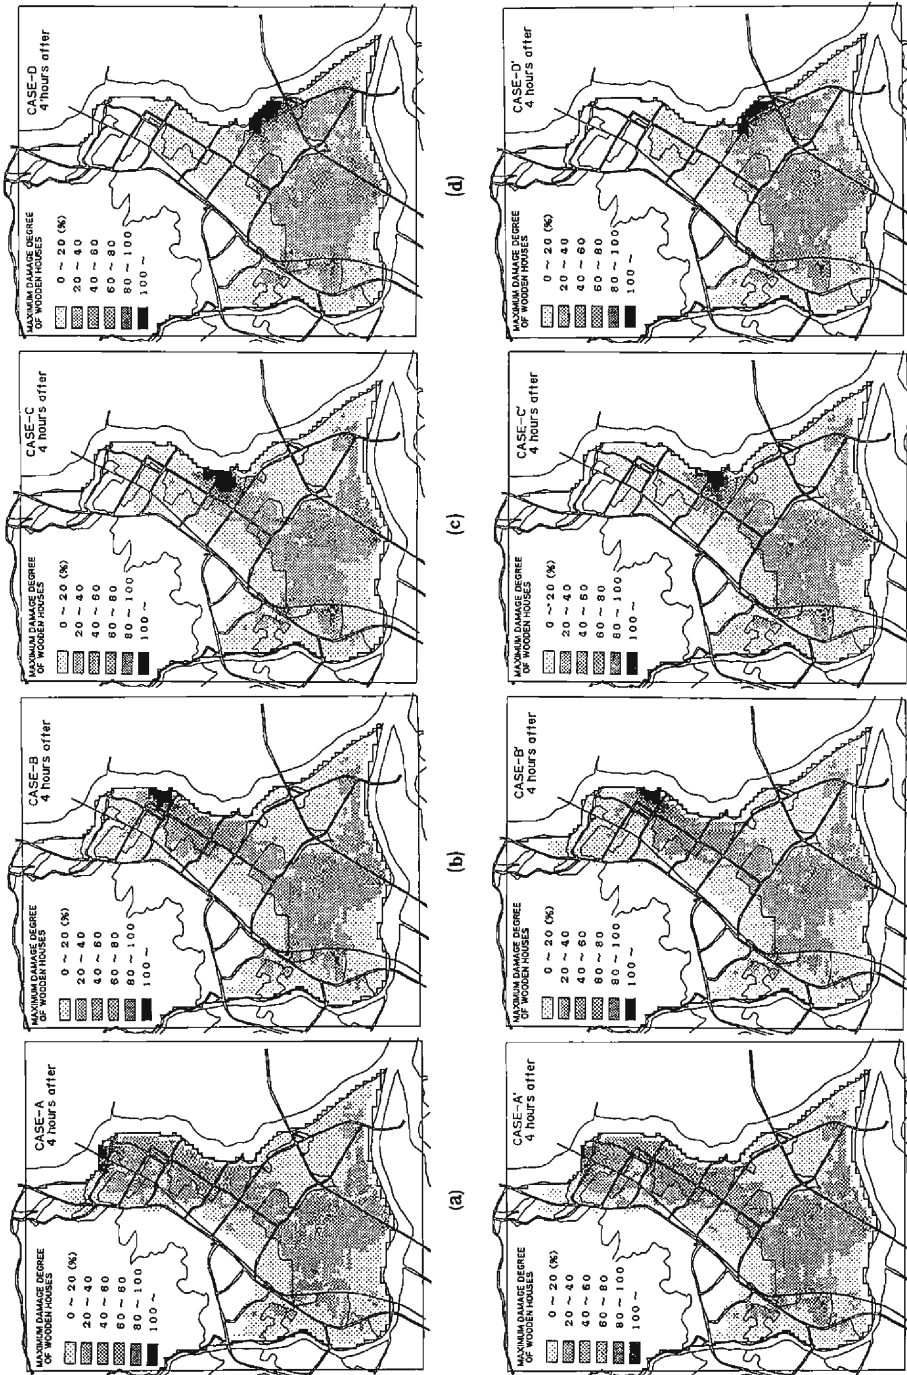 MAXIMUM DAMAGE DEGREE
OF WOODEN HOUSES
0 ~ 20 (%)
20 ~ 40
40 ~ 60
60 ~ 80
80 ~ 100
100 ~
CASE-A
4 hours after
MAXIMUM DAMAGE DEGREE
OF WOODEN HOUSES
0 ~ 20 (%)
20 ~ 40
40 ~ 60
60 ~ 80
80 ~ 100
100 ~
CASE-B
4 hours after
MAXIMUM DAMAGE DEGREE
OF WOODEN HOUSES
0 ~ 20 (%)
20 ~ 40
40 ~ 60
60 ~ 80
80 ~ 100
100 ~
CASE-C
4 hours after
MAXIMUM DAMAGE DEGREE
OF WOODEN HOUSES
0 ~ 20 (%)
20 ~ 40
40 ~ 60
60 ~ 80
80 ~ 100
100 ~
CASE-D
4 hours after
(a)
(b)
(c)
(d)
MAXIMUM DAMAGE DEGREE
OF WOODEN HOUSES
0 ~ 20 (%)
20 ~ 40
40 ~ 60
60 ~ 80
80 ~ 100
100 ~
CASE-A'
4 hours after
MAXIMUM DAMAGE DEGREE
OF WOODEN HOUSES
0 ~ 20 (%)
20 ~ 40
40 ~ 60
60 ~ 80
80 ~ 100
100 ~
CASE-B'
4 hours after
MAXIMUM DAMAGE DEGREE
OF WOODEN HOUSES
0 ~ 20 (%)
20 ~ 40
40 ~ 60
60 ~ 80
80 ~ 100
100 ~
CASE-C'
4 hours after
MAXIMUM DAMAGE DEGREE
OF WOODEN HOUSES
0 ~ 20 (%)
20 ~ 40
40 ~ 60
60 ~ 80
80 ~ 100
100 ~
CASE-D'
4 hours after